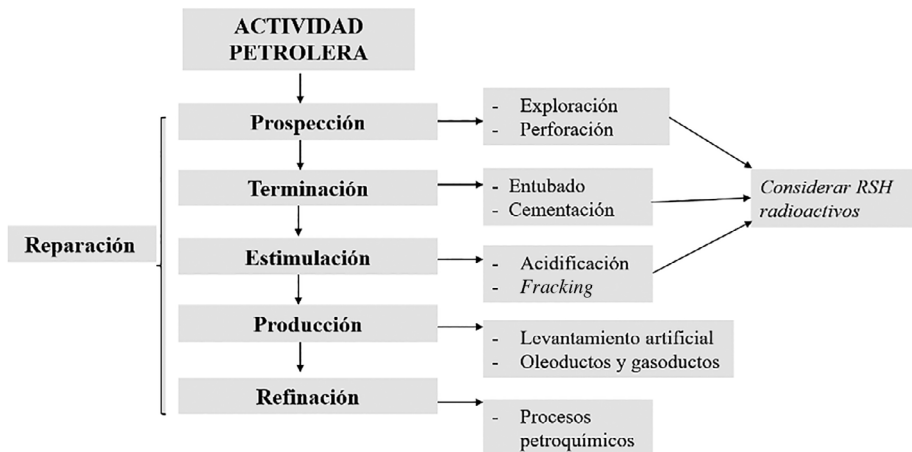 ACTIVIDAD
PETROLERA
Prospección
- Exploración
- Perforación
Terminación
- Entubado
- Cementación
Considerar RSH
radioactivos
Reparación
Estimulación
- Acidificación
- Fracking
Producción
- Levantamiento artificial
- Oleoductos y gasoductos
Refinación
- Procesos
petroquímicos